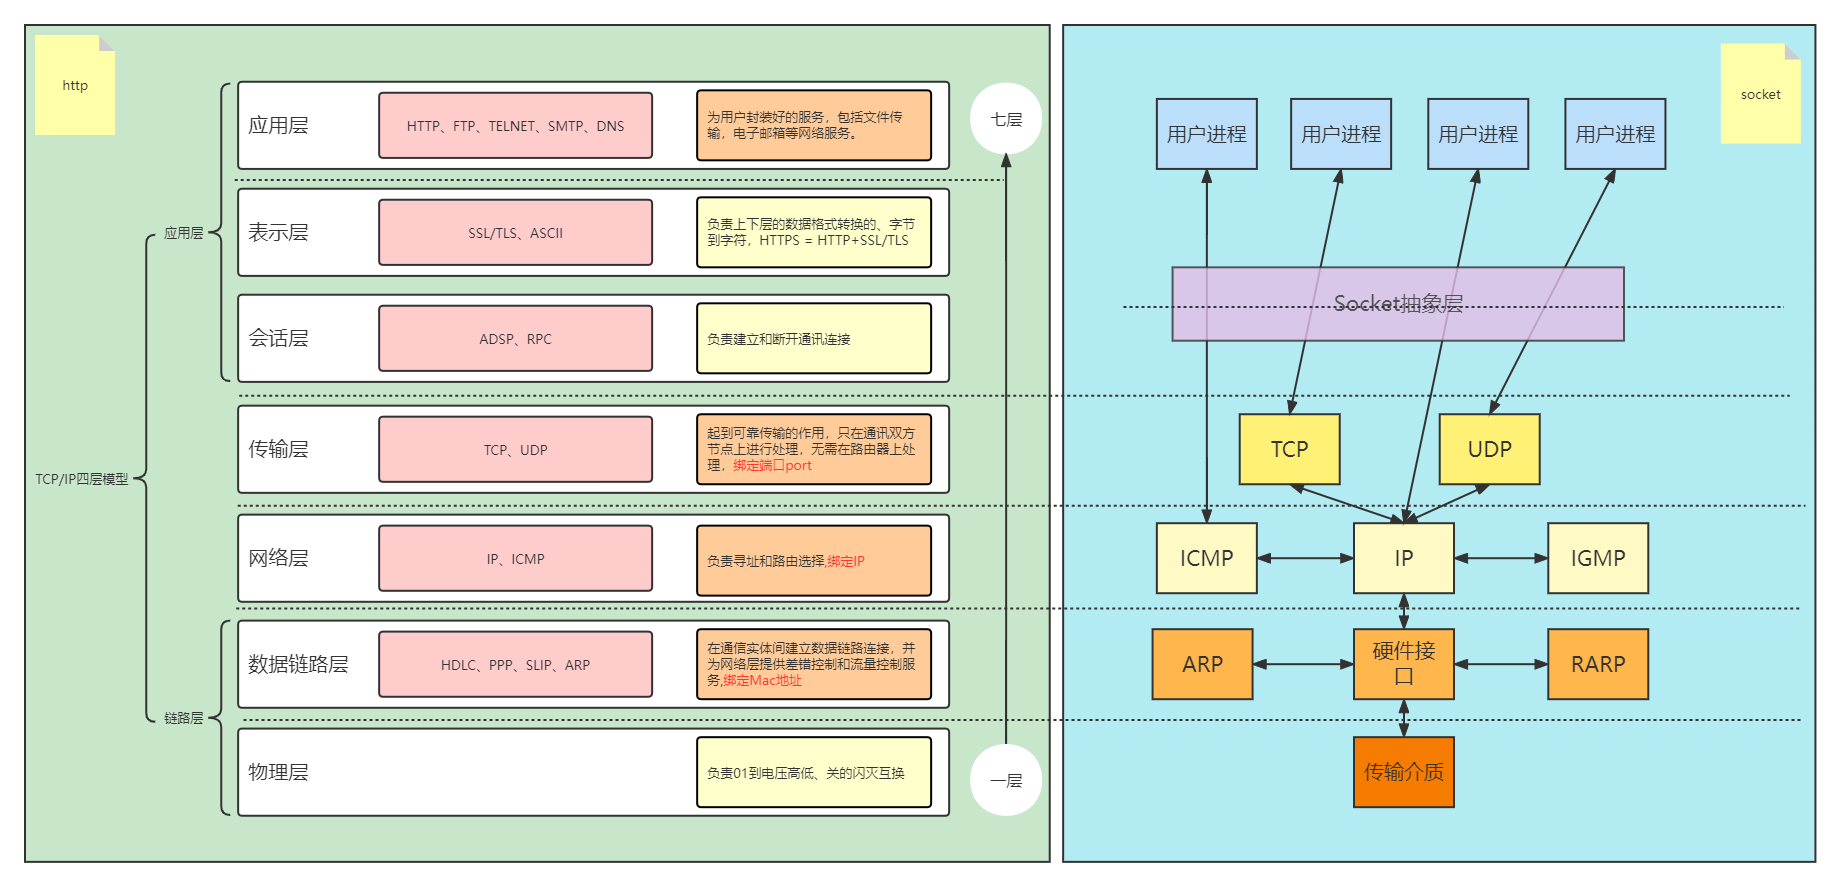 http
应用层
HTTP、FTP、TELNET、SMTP、DNS
为用户封装好的服务，包括文件传
输，电子邮箱等网络服务。
七层
表示层
SSL/TLS、ASCII
负责上下层的数据格式转换的、字节
到字符，HTTPS = HTTP+SSL/TLS
应用层
会话层
ADSP、RPC
负责建立和断开通讯连接
传输层
TCP、UDP
起到可靠传输的作用，只在通讯双方
节点上进行处理，无需在路由器上处
理，绑定端口port
TCP/IP四层模型
网络层
IP、ICMP
负责寻址和路由选择,绑定IP
数据链路层
HDLC、PPP、SLIP、ARP
在通信实体间建立数据链路连接，并
为网络层提供差错控制和流量控制服
务,绑定Mac地址
链路层
物理层
负责01到电压高低、关的闪灭互换
一层
socket
用户进程
用户进程
用户进程
用户进程
Socket抽象层
TCP
UDP
ICMP
IP
IGMP
ARP
硬件接
口
RARP
传输介质